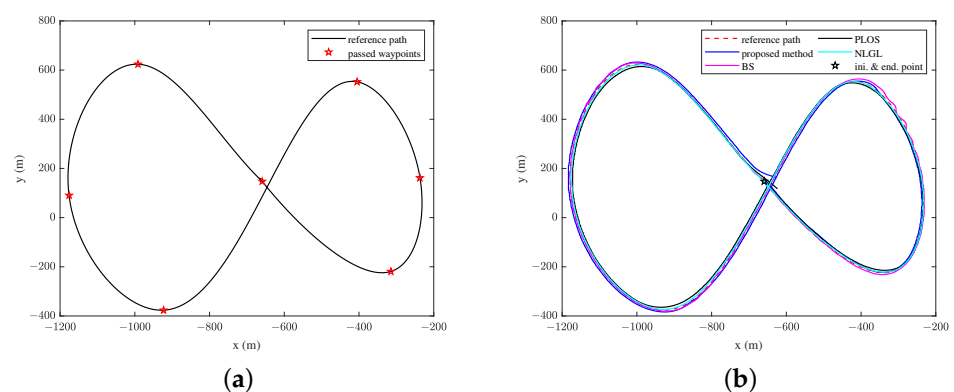 800
600
400
200
0
−200
−400
−1200 −1000 −800 −600 −400 −200
x (m)
y (m)
reference path
passed waypoints
(a)
800
600
400
200
0
−200
−400
−1200 −1000 −800 −600 −400 −200
x (m)
y (m)
reference path PLOS
proposed method NLGL
BS ini. & end. point
(b)